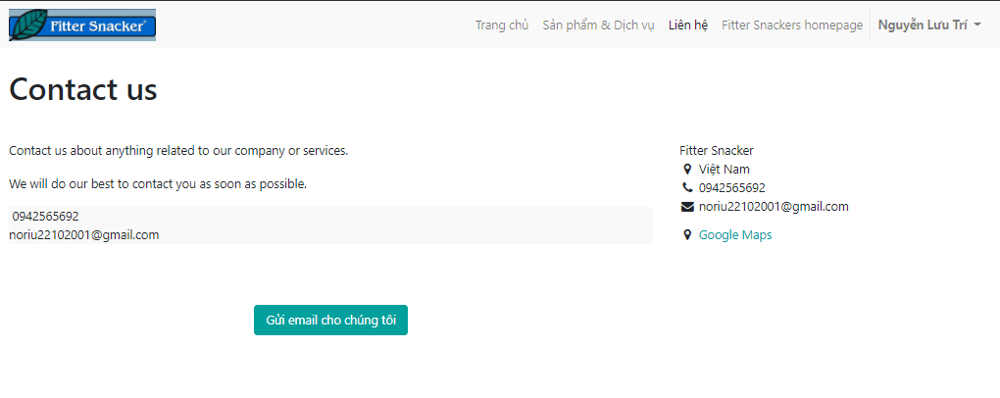 Fitter Snacker®
Trang chủ Sản phẩm & Dịch vụ Liên hệ Fitter Snackers homepage Nguyễn Lưu Trí
Contact us
Contact us about anything related to our company or services.
We will do our best to contact you as soon as possible.
0942565692
noriu22102001@gmail.com
Fitter Snacker
Việt Nam
0942565692
noriu22102001@gmail.com
Google Maps
Gửi email cho chúng tôi